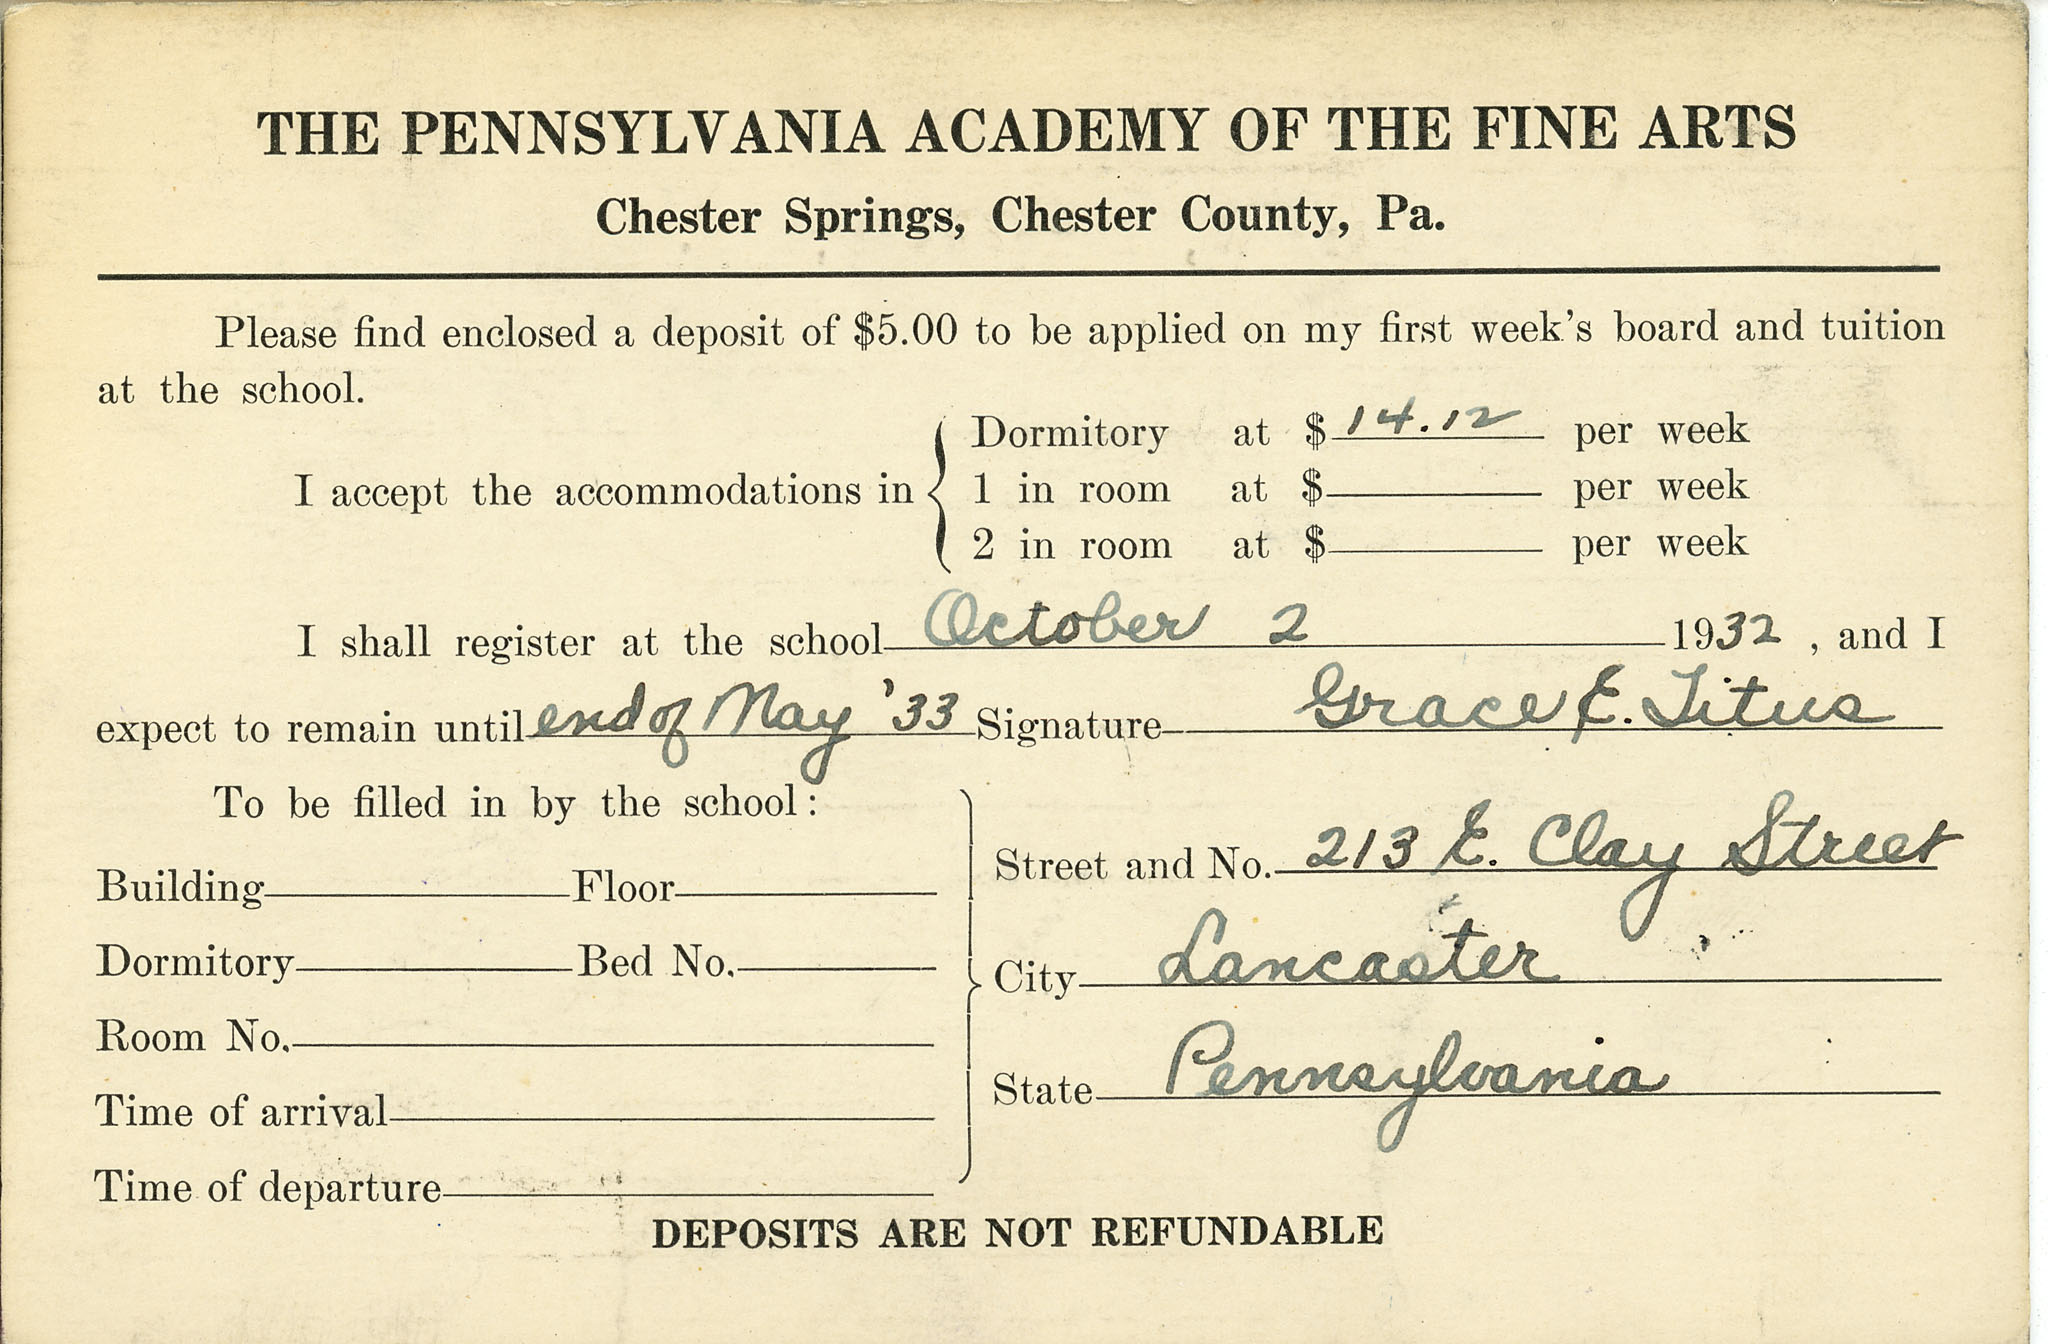 THE PENNSYLVANIA ACADEMY OF THE FINE ARTS
Chester Springs, Chester County, Pa.
Please find enclosed a deposit of $5.00 to be applied on my first week's board and tuition
at the school.
I accept the accommodations in
Dormitory at $14.12 per week
1 in room at $ per week
2 in room at $ per week
I shall register at the school October 2 1932, and I
expect to remain until end of May '33 Signature Grace E. Titus
To be filled in by the school:
Building Floor
Dormitory Bed No.
Room No.
Time of arrival
Time of departure
Street and No. 213 E. Clay Street
City Lancaster
State Pennsylvania
DEPOSITS ARE NOT REFUNDABLE